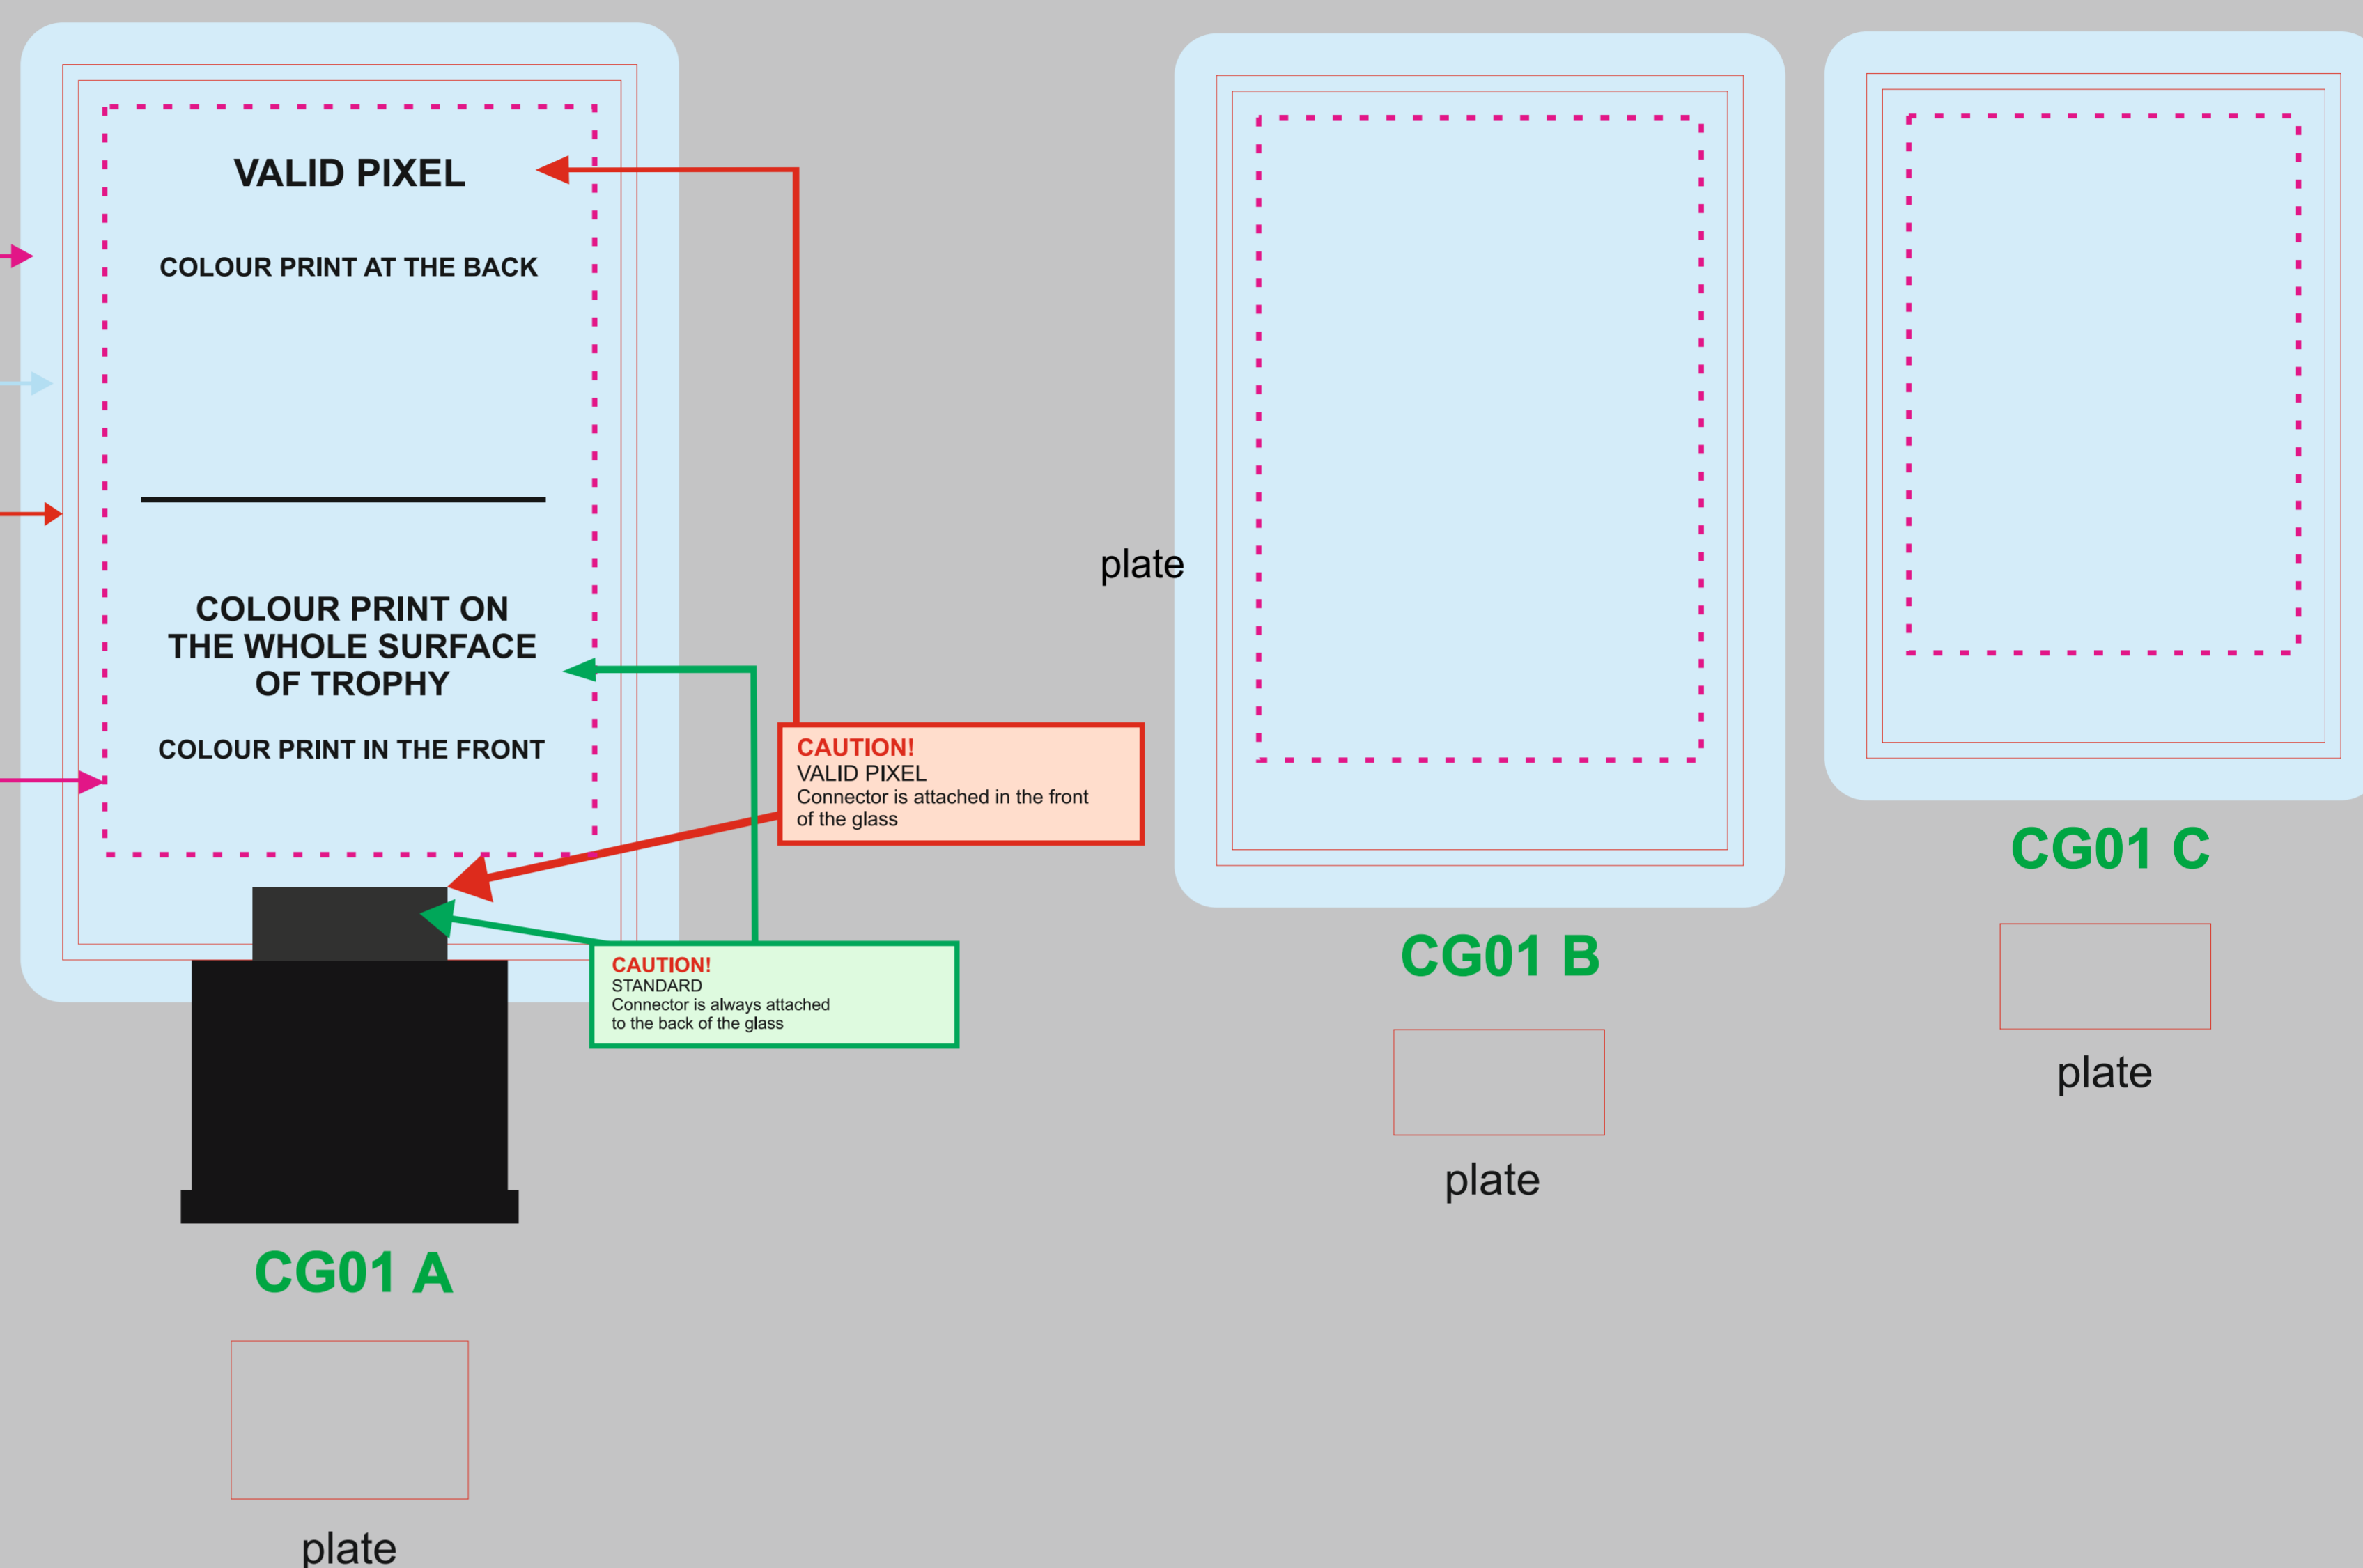 VALID PIXEL
COLOUR PRINT AT THE BACK
COLOUR PRINT ON
THE WHOLE SURFACE
OF TROPHY
COLOUR PRINT IN THE FRONT
CAUTION!
VALID PIXEL
Connector is attached in the front
of the glass
CAUTION!
STANDARD
Connector is always attached
to the back of the glass
CG01 A
plate
plate
CG01 B
plate
CG01 C
plate